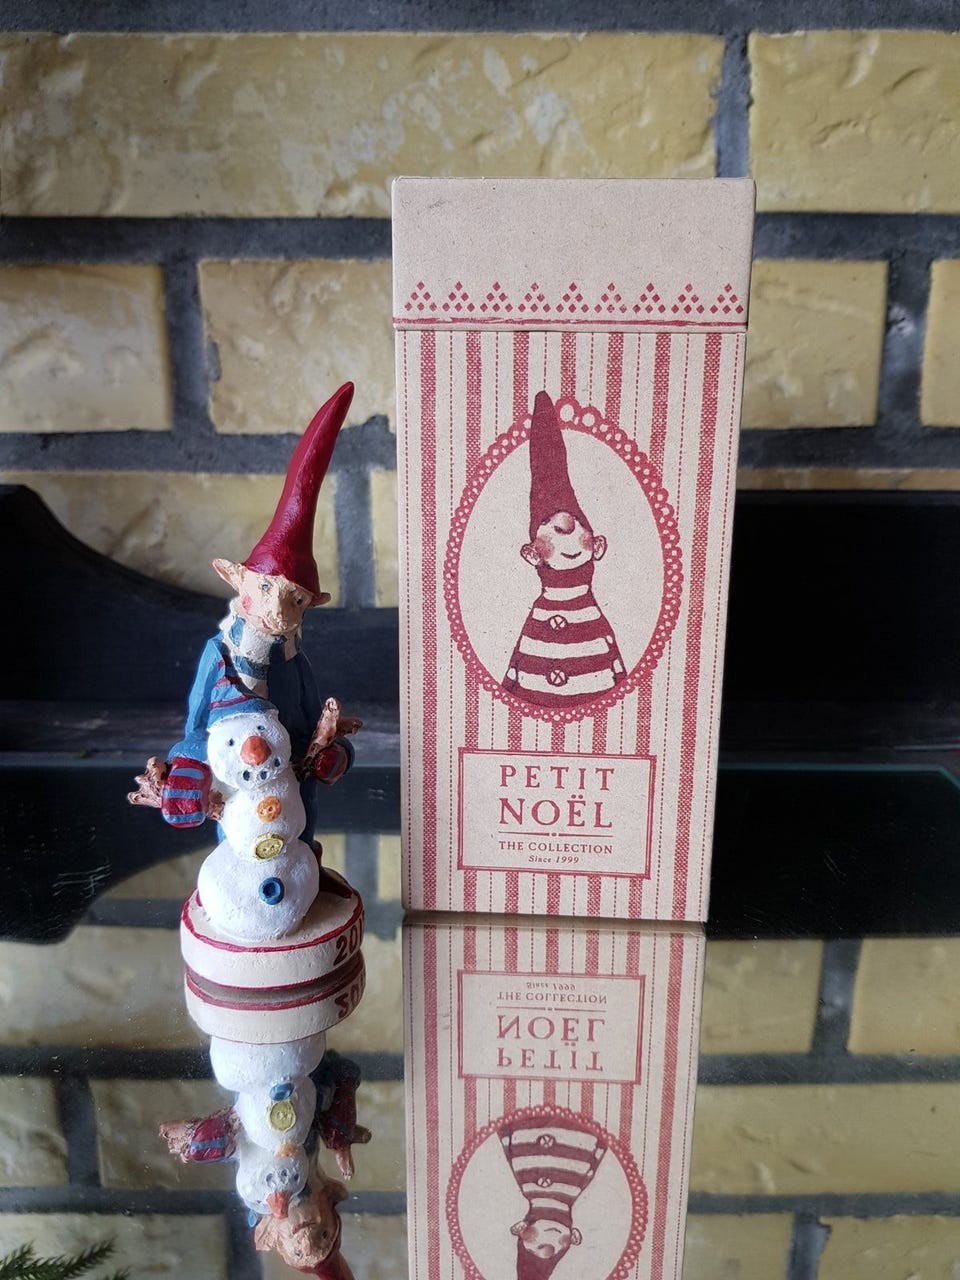 PETIT
NOËL
THE COLLECTION
Since 1999